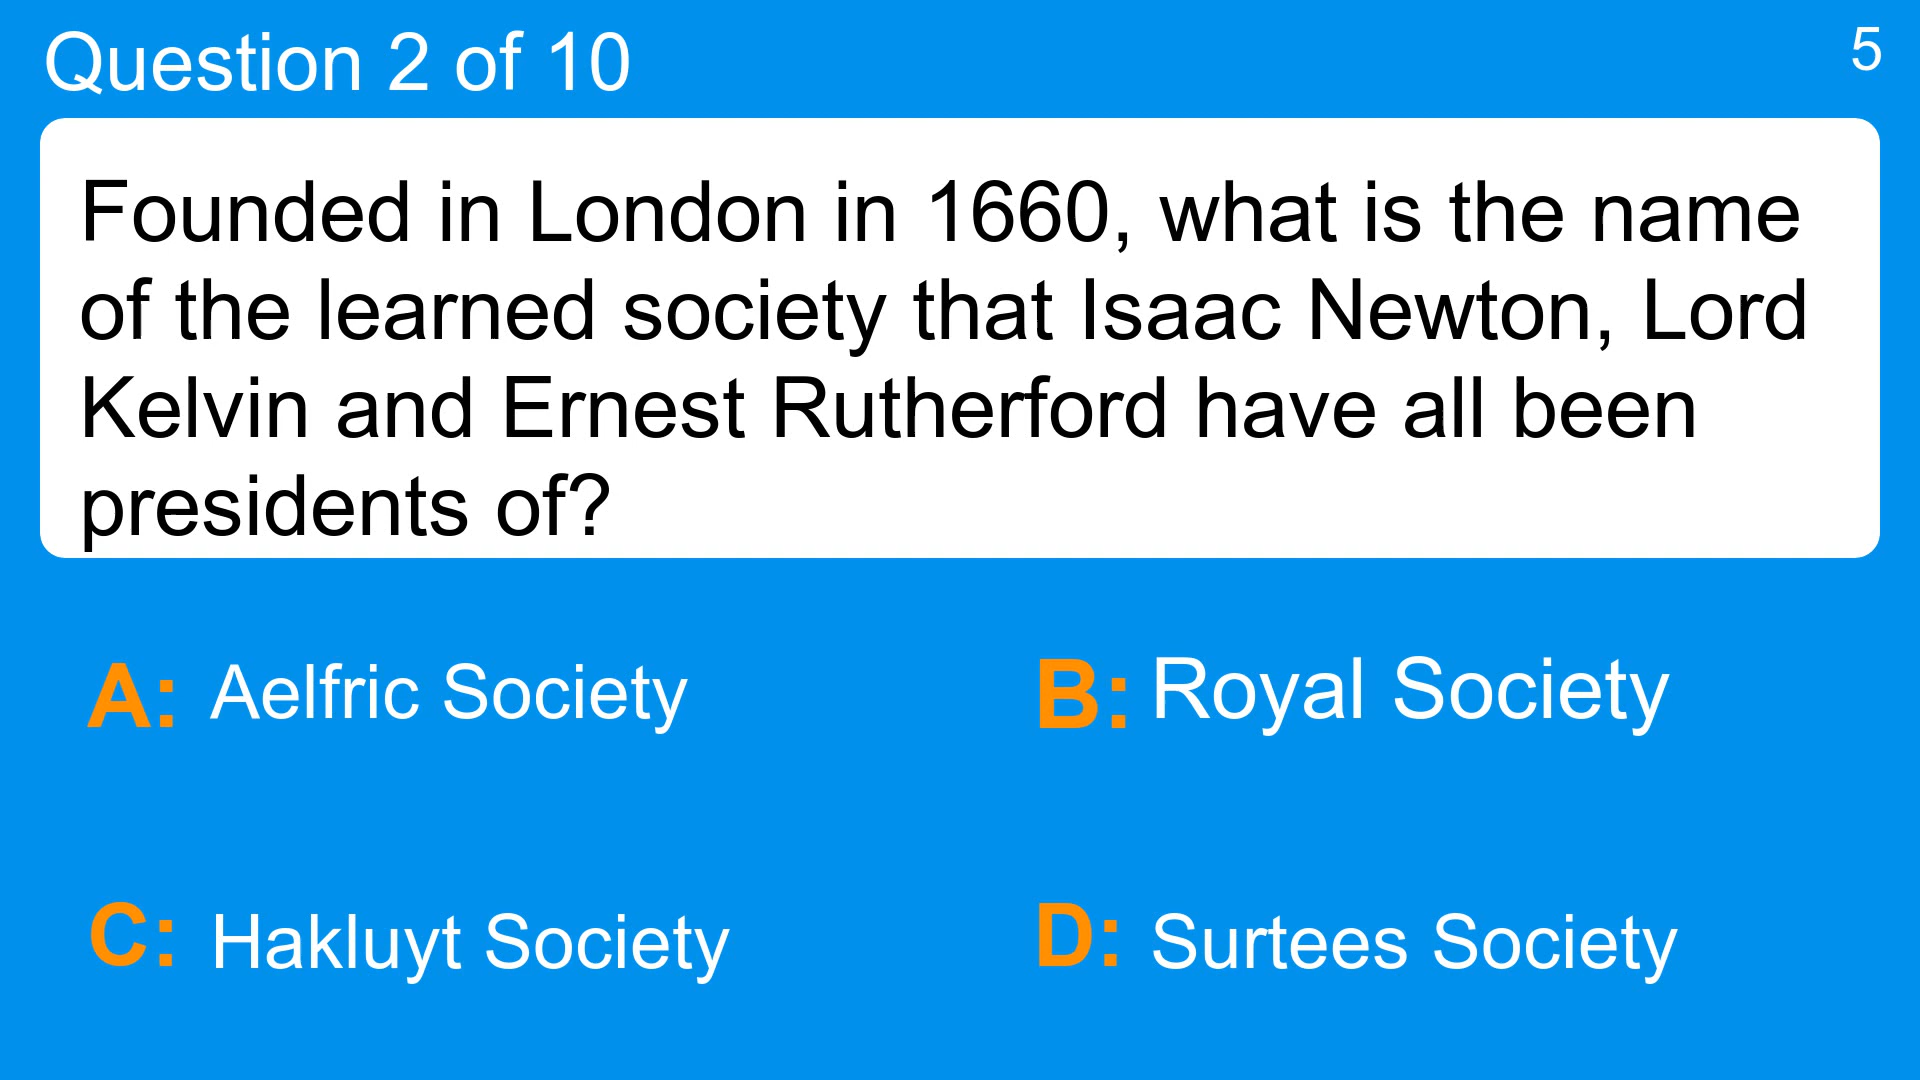 Question 2 of 10
5
Founded in London in 1660, what is the name
of the learned society that Isaac Newton, Lord
Kelvin and Ernest Rutherford have all been
presidents of?
A: Aelfric Society
B: Royal Society
C: Hakluyt Society
D: Surtees Society